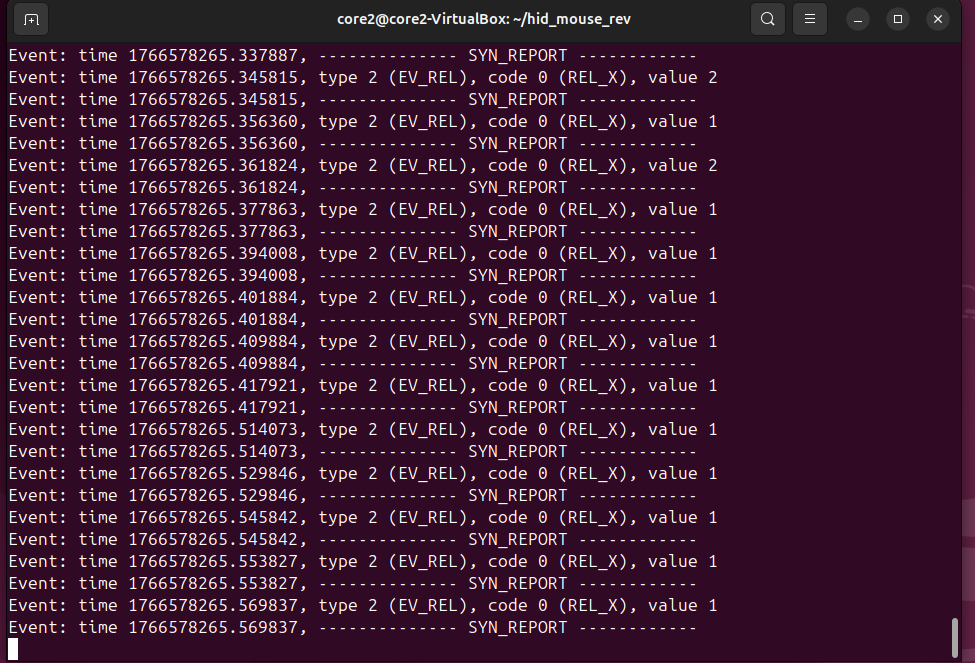 core2@core2-VirtualBox: ~/hid_mouse_rev
Event: time 1766578265.337887, -------------- SYN_REPORT ------------
Event: time 1766578265.345815, type 2 (EV_REL), code 0 (REL_X), value 2
Event: time 1766578265.345815, -------------- SYN_REPORT ------------
Event: time 1766578265.356360, type 2 (EV_REL), code 0 (REL_X), value 1
Event: time 1766578265.356360, -------------- SYN_REPORT ------------
Event: time 1766578265.361824, type 2 (EV_REL), code 0 (REL_X), value 2
Event: time 1766578265.361824, -------------- SYN_REPORT ------------
Event: time 1766578265.377863, type 2 (EV_REL), code 0 (REL_X), value 1
Event: time 1766578265.377863, -------------- SYN_REPORT ------------
Event: time 1766578265.394008, type 2 (EV_REL), code 0 (REL_X), value 1
Event: time 1766578265.394008, -------------- SYN_REPORT ------------
Event: time 1766578265.401884, type 2 (EV_REL), code 0 (REL_X), value 1
Event: time 1766578265.401884, -------------- SYN_REPORT ------------
Event: time 1766578265.409884, type 2 (EV_REL), code 0 (REL_X), value 1
Event: time 1766578265.409884, -------------- SYN_REPORT ------------
Event: time 1766578265.417921, type 2 (EV_REL), code 0 (REL_X), value 1
Event: time 1766578265.417921, -------------- SYN_REPORT ------------
Event: time 1766578265.514073, type 2 (EV_REL), code 0 (REL_X), value 1
Event: time 1766578265.514073, -------------- SYN_REPORT ------------
Event: time 1766578265.529846, type 2 (EV_REL), code 0 (REL_X), value 1
Event: time 1766578265.529846, -------------- SYN_REPORT ------------
Event: time 1766578265.545842, type 2 (EV_REL), code 0 (REL_X), value 1
Event: time 1766578265.545842, -------------- SYN_REPORT ------------
Event: time 1766578265.553827, type 2 (EV_REL), code 0 (REL_X), value 1
Event: time 1766578265.553827, -------------- SYN_REPORT ------------
Event: time 1766578265.569837, type 2 (EV_REL), code 0 (REL_X), value 1
Event: time 1766578265.569837, -------------- SYN_REPORT ------------